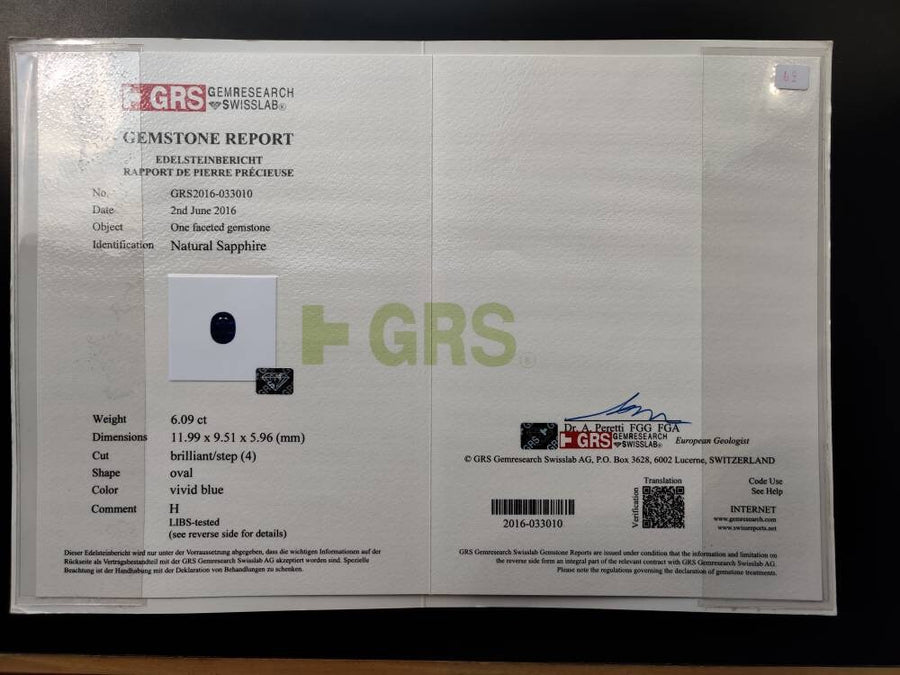 GRS GEMRESEARCH
SWISSLAB®
GEMSTONE REPORT
EDELSTEINBERICHT
RAPPORT DE PIERRE PRÉCIEUSE
No. GRS2016-033010
Date 2nd June 2016
Object One faceted gemstone
Identification Natural Sapphire
GRS®
Weight 6.09 ct
Dimensions 11.99 x 9.51 x 5.96 (mm)
Cut brilliant/step (4)
Shape oval
Color vivid blue
Comment H
LIBS-tested
(see reverse side for details)
Dieser Edelsteinbericht wird nur unter der Vorraussetzung abgegeben, dass die wichtigen Informationen auf der
Rückseite als Vertragsbestandteil mit der GRS Gemresearch Swisslab AG akzeptiert worden sind. Spezielle
Beachtung ist der Handhabung mit der Deklaration von Behandlungen zu schenken.
Dr. A. Peretti FGG FGA
GRS GEMRESEARCH
SWISSLAB®
European Geologist
© GRS Gemresearch Swisslab AG, P.O. Box 3628, 6002 Lucerne, SWITZERLAND
Translation
Verification
Code Use
See Help
2016-033010
INTERNET
www.gemresearch.com
www.swissreports.net
GRS Gemresearch Swisslab Gemstone Reports are issued under condition that the information and limitation on
the reverse side form an integral part of the relevant contract with GRS Gemresearch Swisslab AG.
Please note the regulations governing the declaration of gemstone treatments.